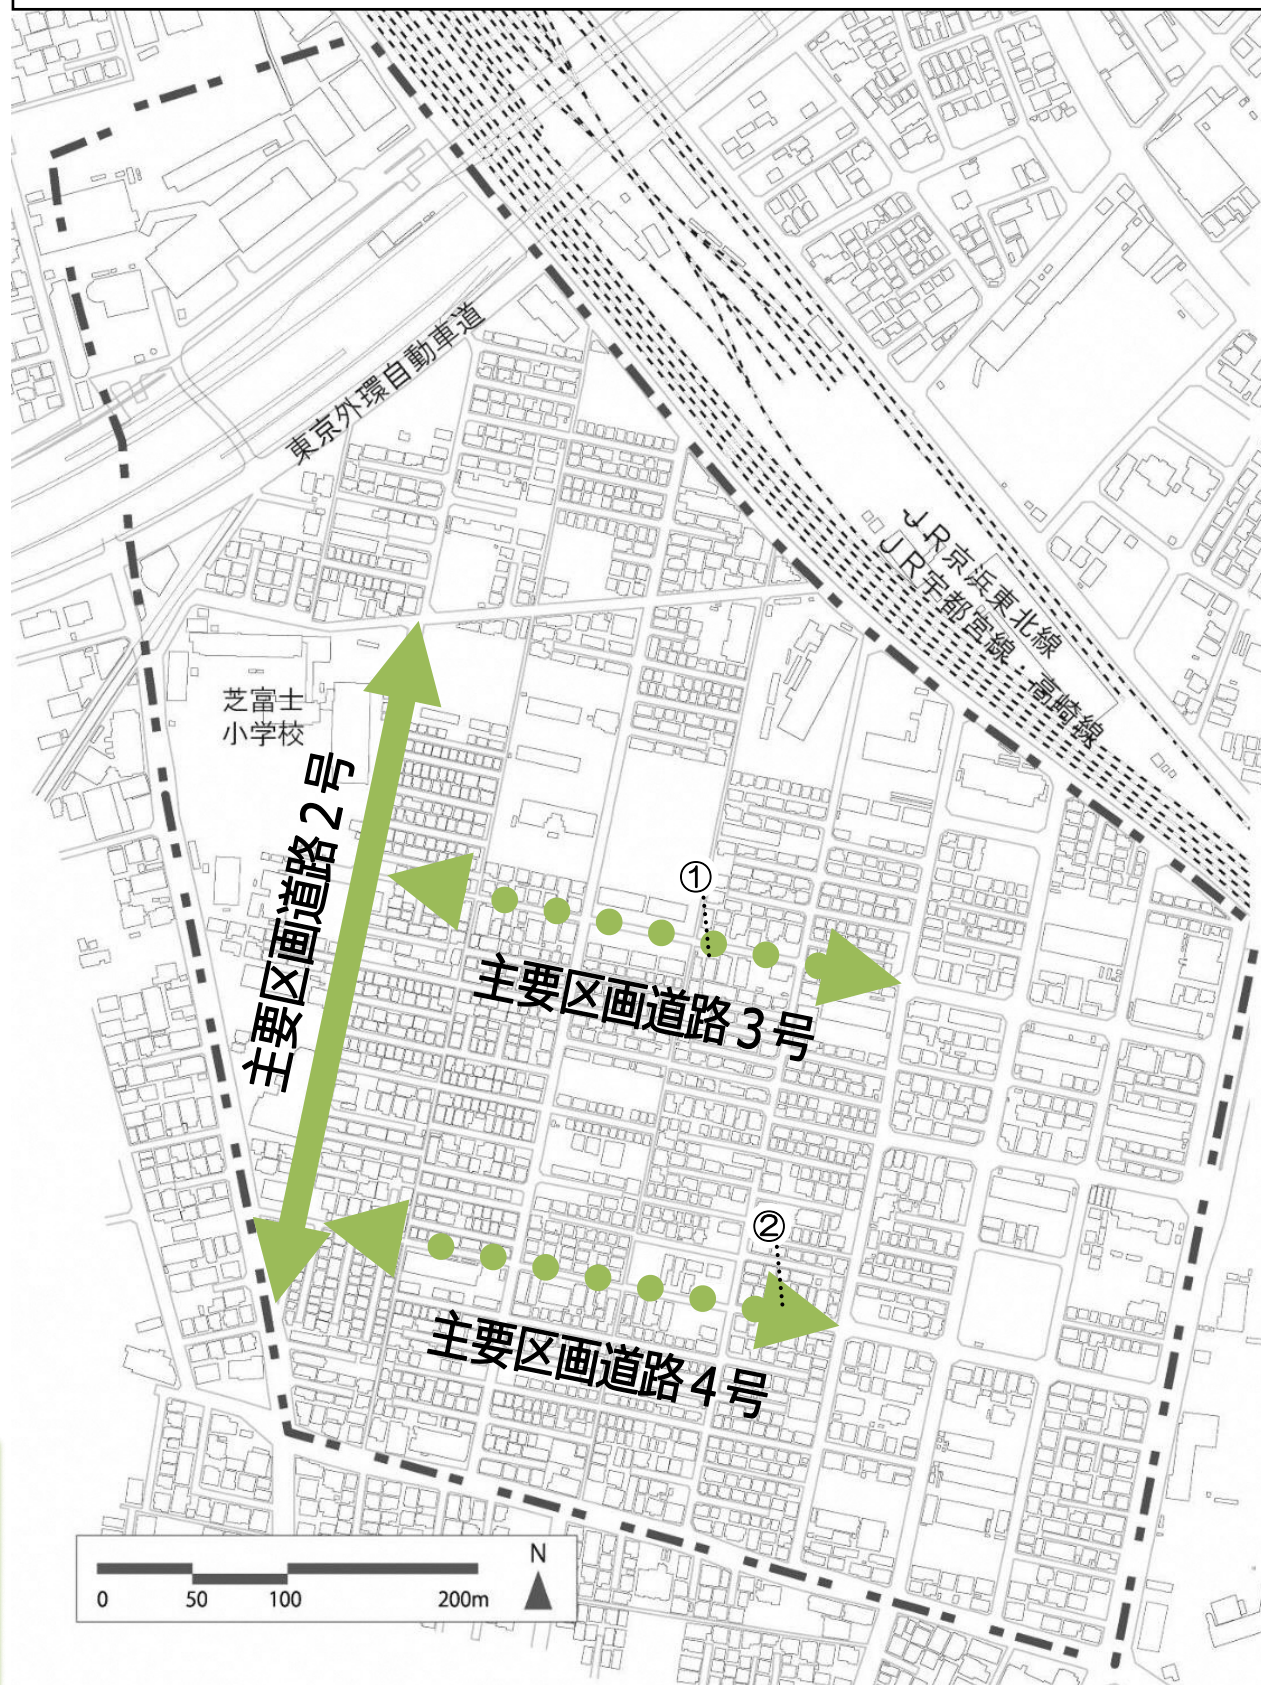 東京外環自動車道
JR京浜東北線
JR宇都宮線・高崎線
芝富士
小学校
主要区画道路2号
①
主要区画道路3号
②
主要区画道路4号
N
0 50 100 200m